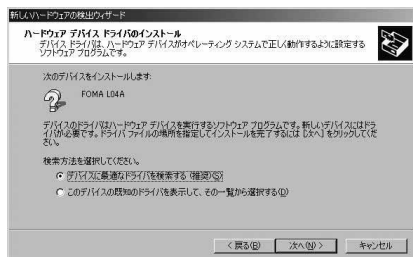 新しいハードウェアの検出ウィザード
ハードウェア デバイス ドライバのインストール
デバイス ドライバは、ハードウェア デバイスがオペレーティング システムで正しく動作するように設定する
ソフトウェア プログラムです。
次のデバイスをインストールします:
FOMA L04A
デバイスのドライバはハードウェア デバイスを実行するソフトウェア プログラムです。新しいデバイスにはドラ
イバが必要です。ドライバ ファイルの場所を指定してインストールを完了するには [次へ] をクリックしてくだ
さい。
検索方法を選択してください。
デバイスに最適なドライバを検索する (推奨)(S)
このデバイスの既知のドライバを表示して、その一覧から選択する(D)
< 戻る(B)
次へ(N) >
キャンセル